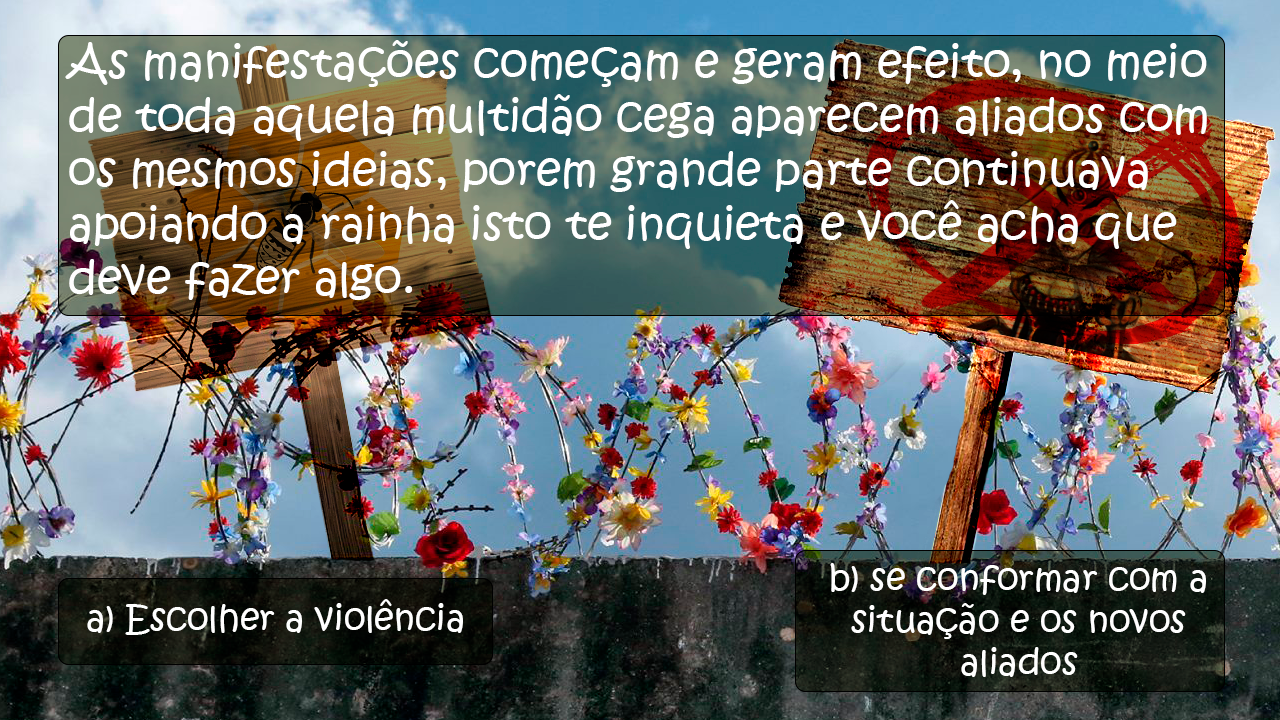 As manifestações começam e geram efeito, no meio
de toda aquela multidão cega aparecem aliados com
os mesmos ideias, porem grande parte continuava
apoiando a rainha isto te inquieta e você acha que
deve fazer algo.
a) Escolher a violência
b) se conformar com a
situação e os novos
aliados